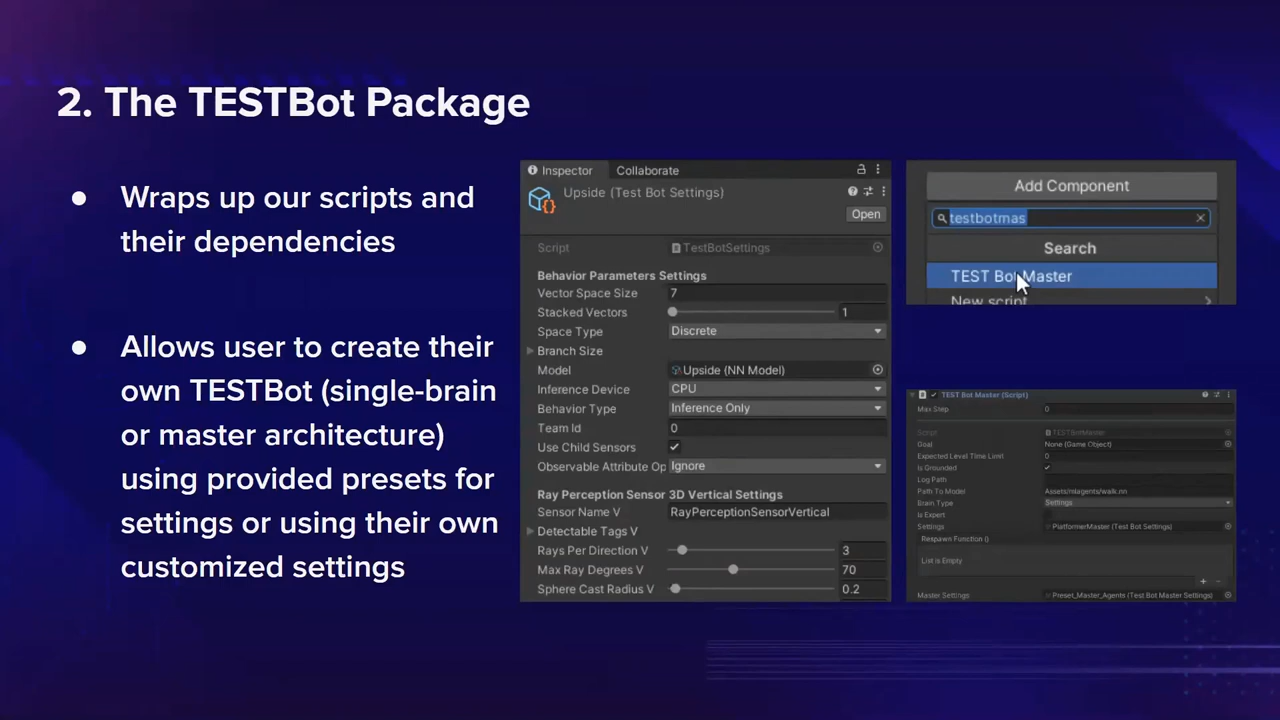 2. The TESTBot Package
● Wraps up our scripts and
their dependencies
● Allows user to create their
own TESTBot (single-brain
or master architecture)
using provided presets for
settings or using their own
customized settings
Inspector Collaborate
Upside (Test Bot Settings)
Open
Script TestBotSettings
Behavior Parameters Settings
Vector Space Size 7
Stacked Vectors 1
Space Type Discrete
Branch Size
Model Upside (NN Model)
Inference Device CPU
Behavior Type Inference Only
Team Id 0
Use Child Sensors
Observable Attribute Op Ignore
Ray Perception Sensor 3D Vertical Settings
Sensor Name V RayPerceptionSensorVertical
Detectable Tags V
Rays Per Direction V 3
Max Ray Degrees V 70
Sphere Cast Radius V 0.2
Add Component
testbotmas
Search
TEST Bot Master
New script
TEST Bot Master (Script)
Max Step 0
Script TESTBotMaster
Goal None (Game Object)
Expected Level Time Limit 0
Is Grounded
Log Path
Path To Model Assets/mlagents/walk.nn
Brain Type Settings
Is Expert
Settings PlatformerMaster (Test Bot Settings)
Respawn Function ()
List is Empty
Master Settings Preset_Master_Agents (Test Bot Master Settings)